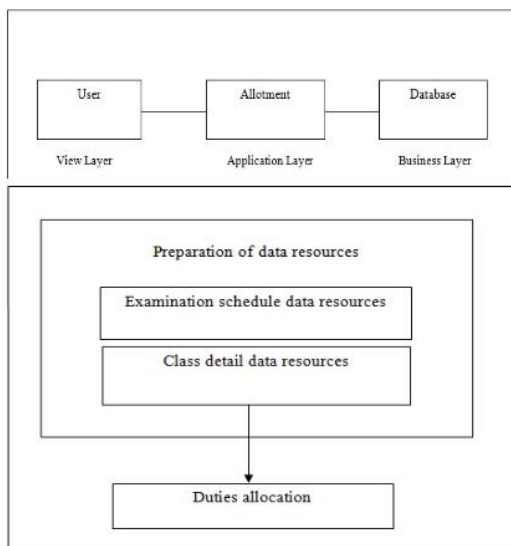 User Allotment Database
View Layer Application Layer Business Layer
Preparation of data resources
Examination schedule data resources
Class detail data resources
Duties allocation